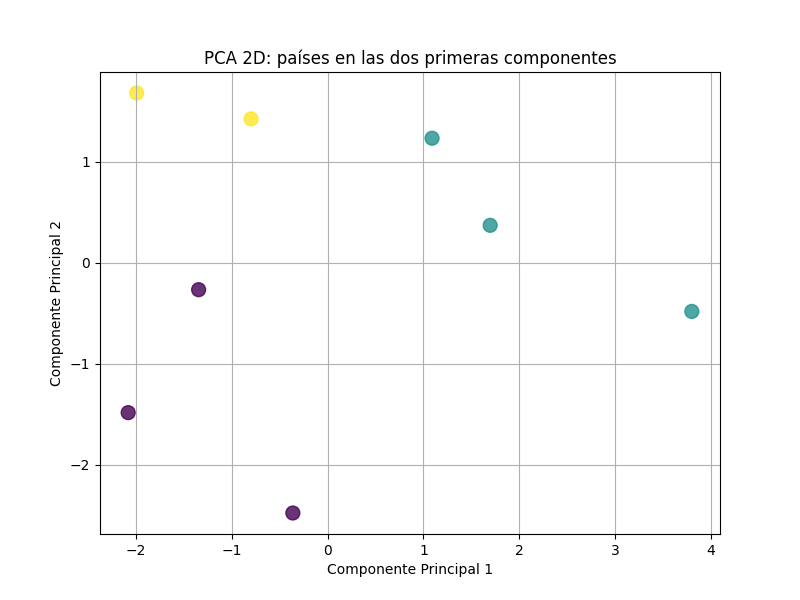 PCA 2D: países en las dos primeras componentes
Componente Principal 2
1
0
−1
−2
−2 −1 0 1 2 3 4
Componente Principal 1